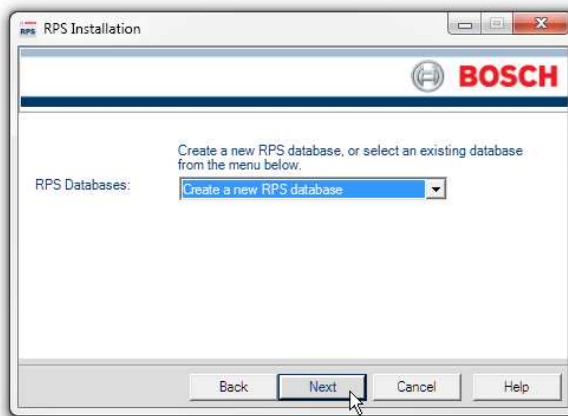 RPS RPS Installation
BOSCH
Create a new RPS database, or select an existing database
from the menu below.
RPS Databases:
Create a new RPS database
Back Next Cancel Help